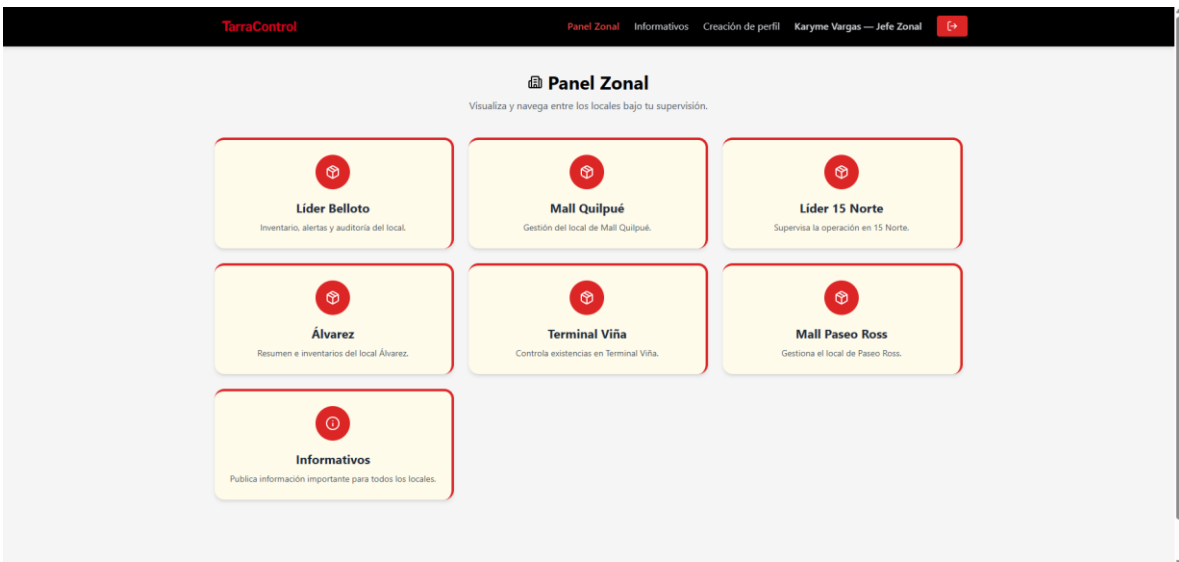 TarraControl
Panel Zonal
Informativos
Creación de perfil
Karyme Vargas — Jefe Zonal
Panel Zonal
Visualiza y navega entre los locales bajo tu supervisión.
Líder Belloto
Inventario, alertas y auditoría del local.
Mall Quilpué
Gestión del local de Mall Quilpué.
Líder 15 Norte
Supervisa la operación en 15 Norte.
Álvarez
Resumen e inventarios del local Álvarez.
Terminal Viña
Controla existencias en Terminal Viña.
Mall Paseo Ross
Gestiona el local de Paseo Ross.
Informativos
Publica información importante para todos los locales.